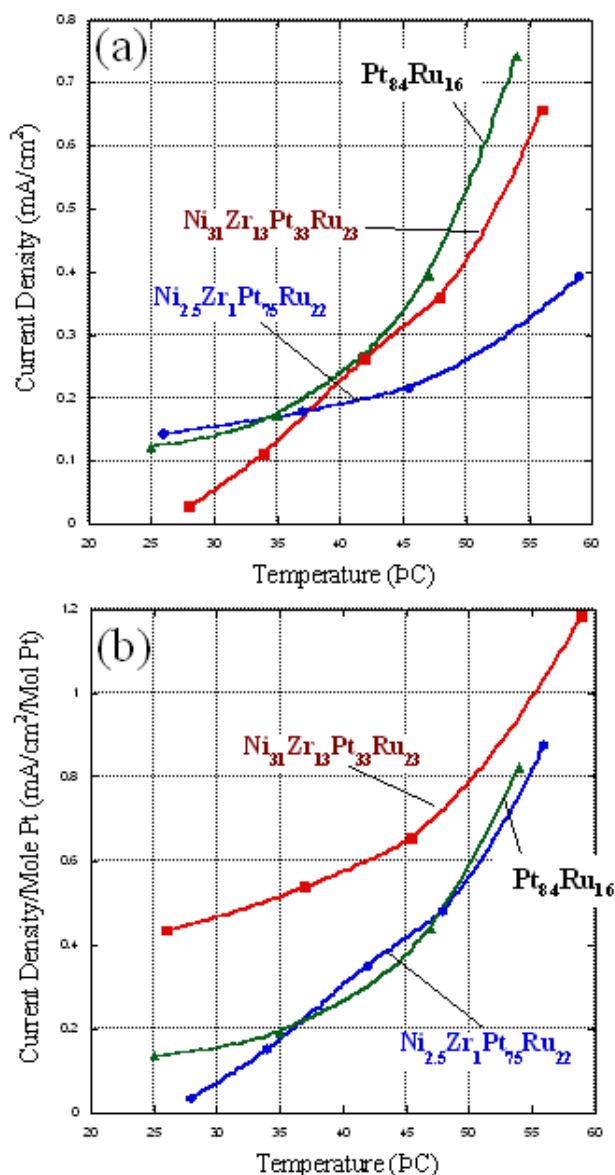 (a)
0.8
0.7
0.6
0.5
0.4
0.3
0.2
0.1
0
Current Density (mA/cm²)
Pt₈₄Ru₁₆
Ni₃₁Zr₁₃Pt₃₃Ru₂₃
Ni₂.₅Zr₁Pt₇₅Ru₂₂
20 25 30 35 40 45 50 55 60
Temperature (ÞC)
(b)
1.2
1
0.8
0.6
0.4
0.2
0
Current Density/Mole Pt (mA/cm²/Mol Pt)
Ni₃₁Zr₁₃Pt₃₃Ru₂₃
Pt₈₄Ru₁₆
Ni₂.₅Zr₁Pt₇₅Ru₂₂
20 25 30 35 40 45 50 55 60
Temperature (ÞC)